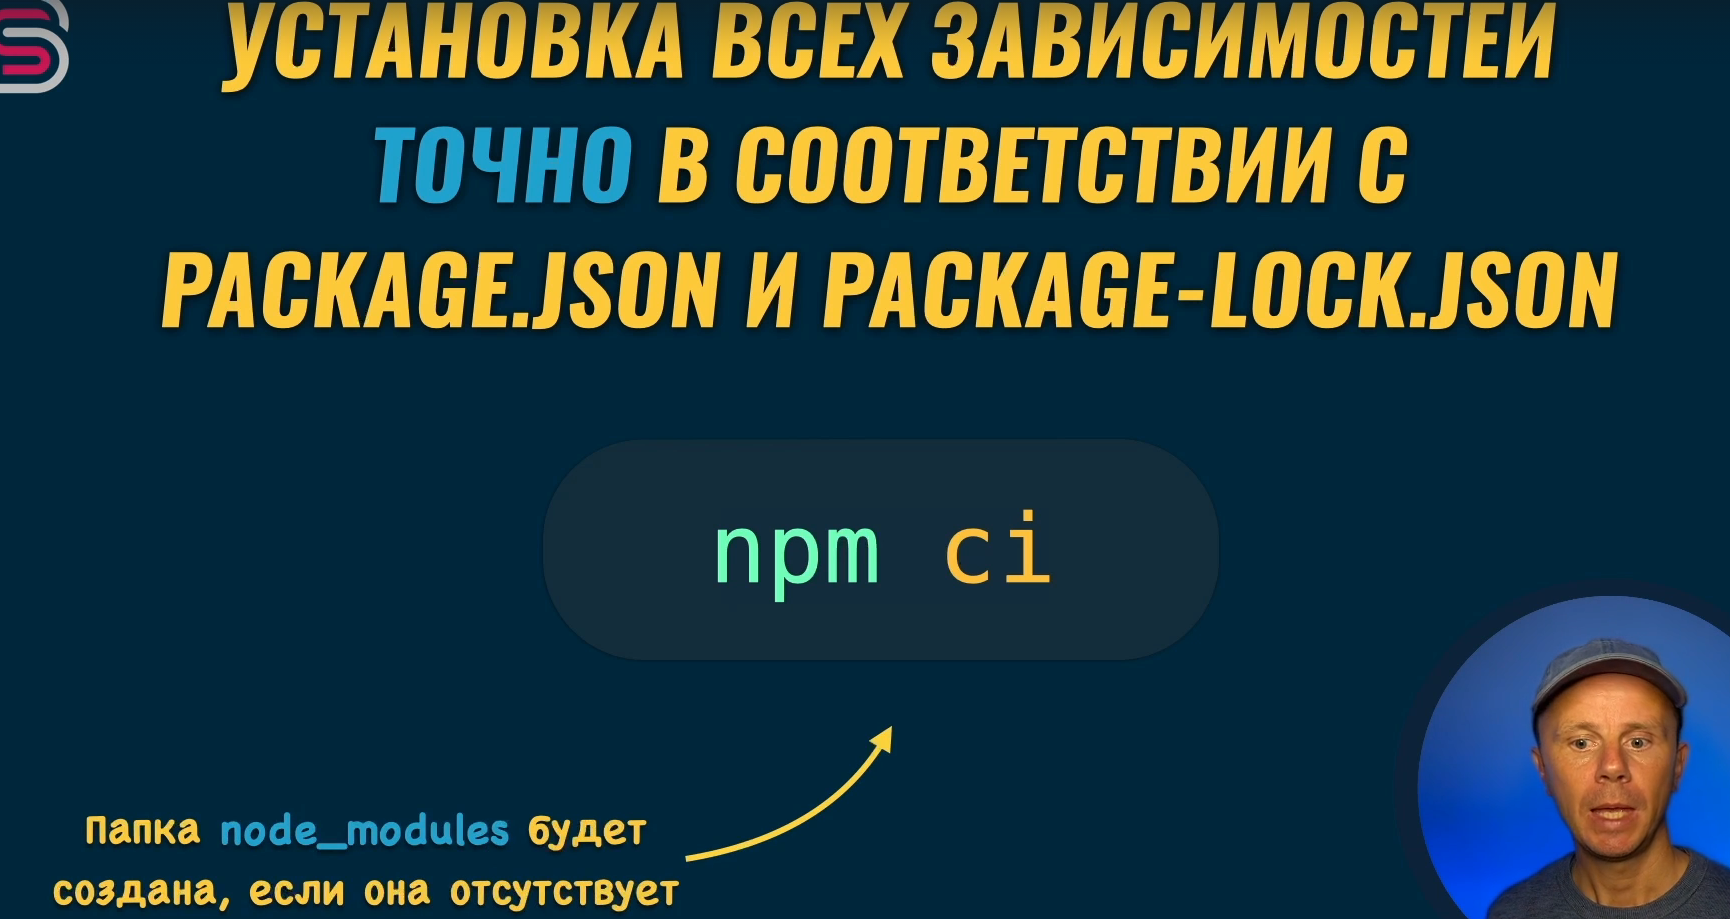 УСТАНОВКА ВСЕХ ЗАВИСИМОСТЕЙ
ТОЧНО В СООТВЕТСТВИИ С
PACKAGE.JSON И PACKAGE-LOCK.JSON
npm ci
Папка node_modules будет
создана, если она отсутствует